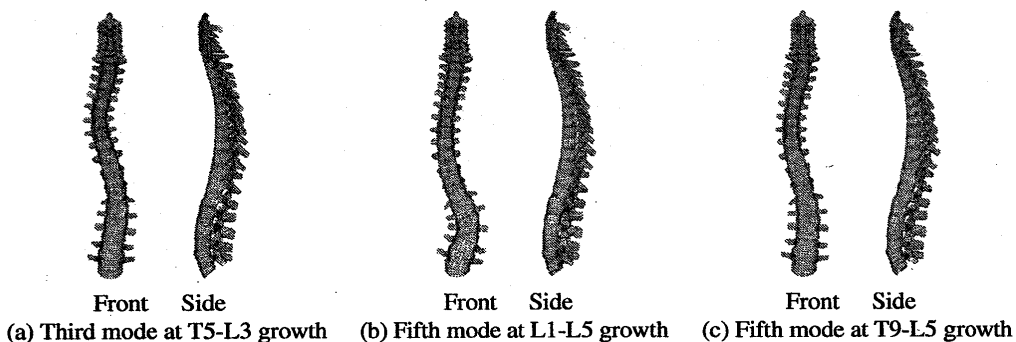 Front Side Front Side Front Side
(a) Third mode at T5-L3 growth (b) Fifth mode at L1-L5 growth (c) Fifth mode at T9-L5 growth